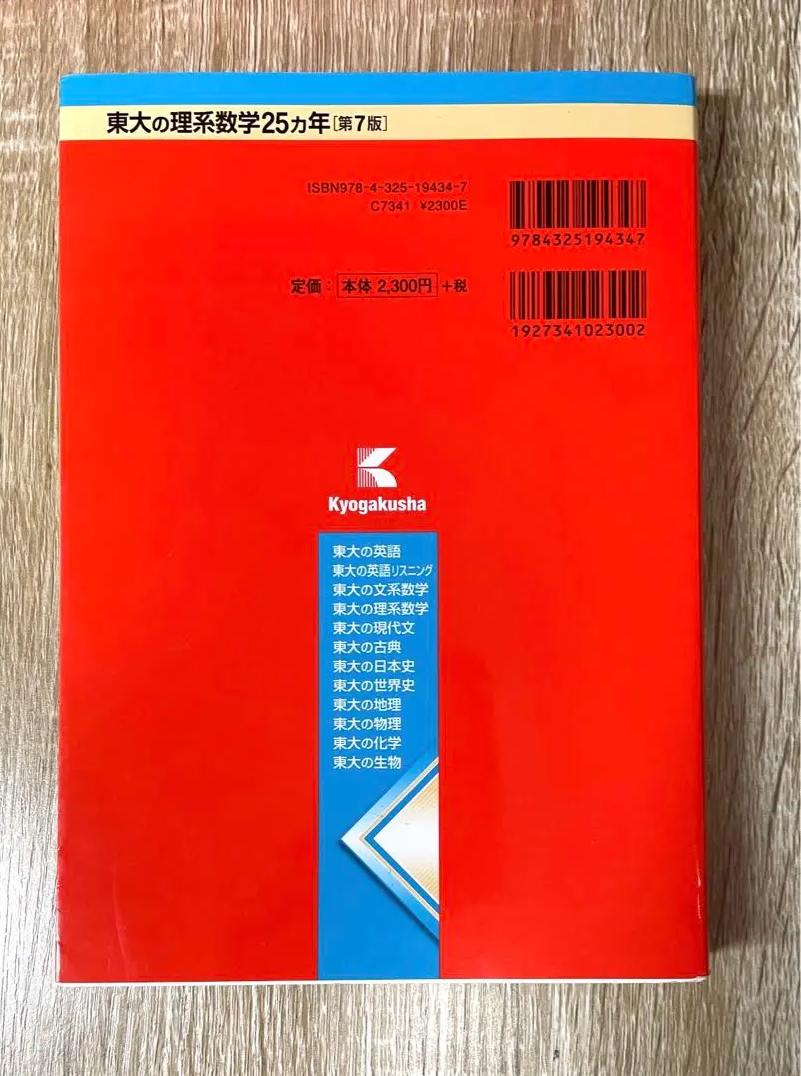 東大の理系数学25カ年[第7版]
ISBN978-4-325-19434-7
C7341 ¥2300E
9784325194347
定価:本体 2,300円+税
1927341023002
Kyogakusha
東大の英語
東大の英語リスニング
東大の文系数学
東大の理系数学
東大の現代文
東大の古典
東大の日本史
東大の世界史
東大の地理
東大の物理
東大の化学
東大の生物